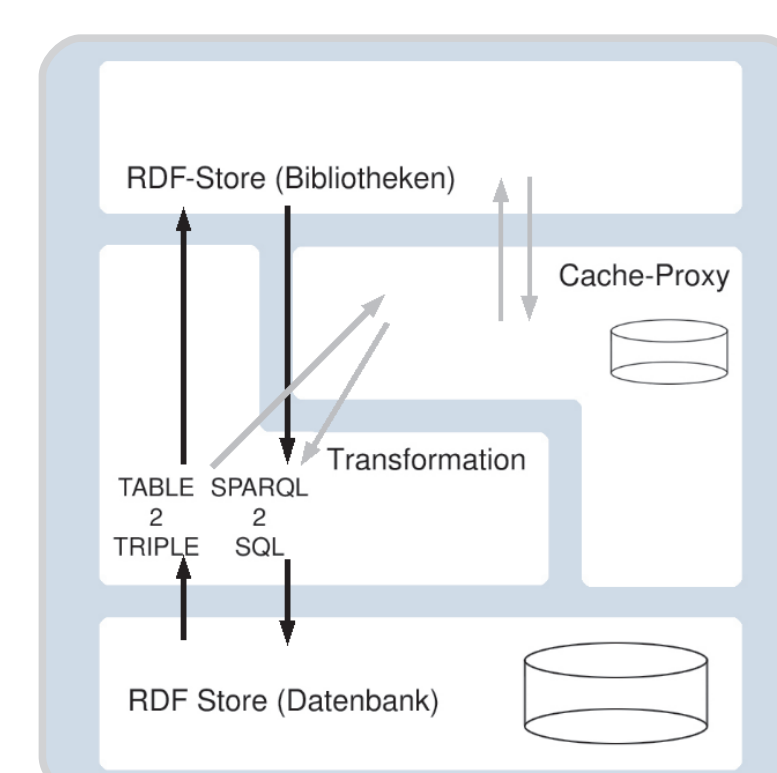 RDF-Store (Bibliotheken)
Cache-Proxy
Transformation
TABLE SPARQL
2 2
TRIPLE SQL
RDF Store (Datenbank)